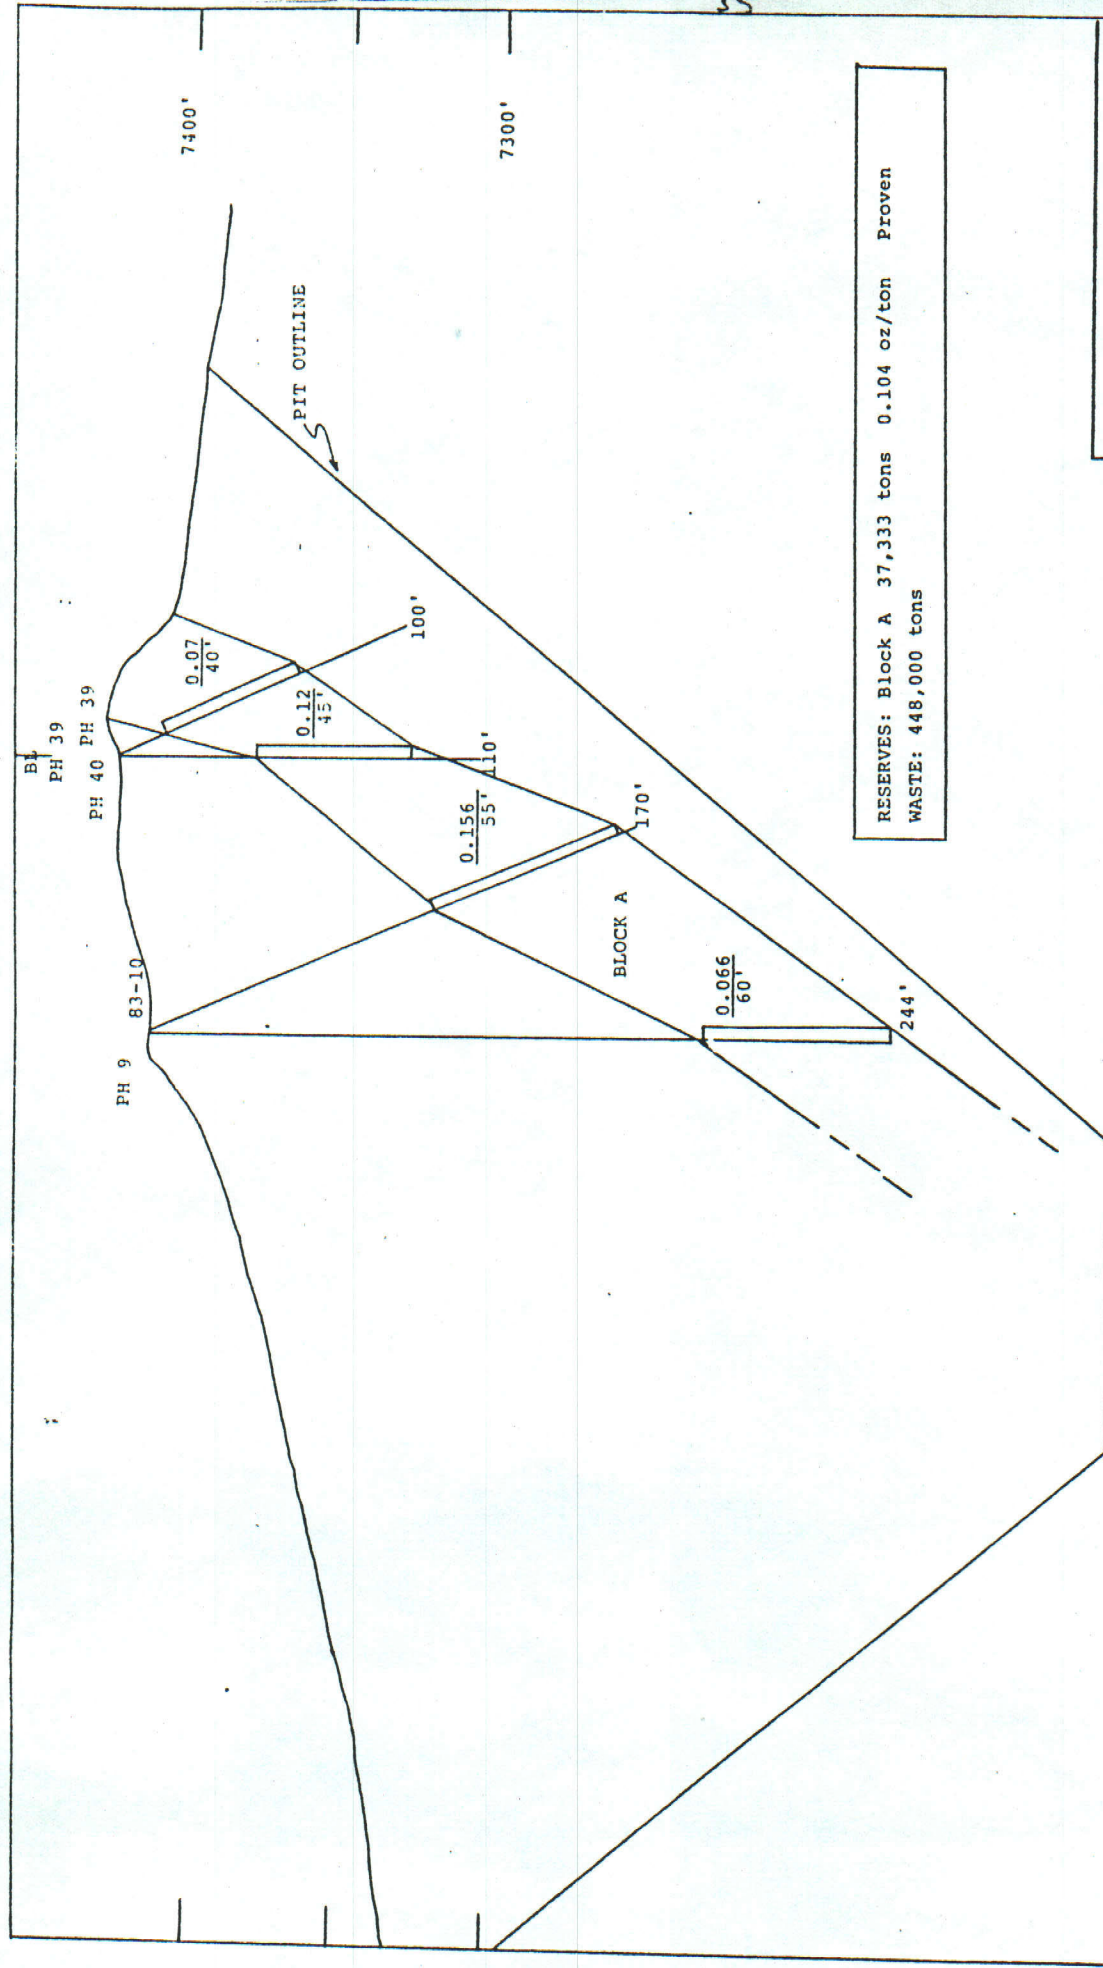 BL
PH 39
PH 40 PH 39
83-10
PH 9
7400'
7300'
PIT OUTLINE
0.07
40'
100'
0.12
45'
110'
0.156
55'
170'
BLOCK A
0.066
60'
244'
RESERVES: Block A 37,333 tons 0.104 oz/ton Proven
WASTE: 448,000 tons